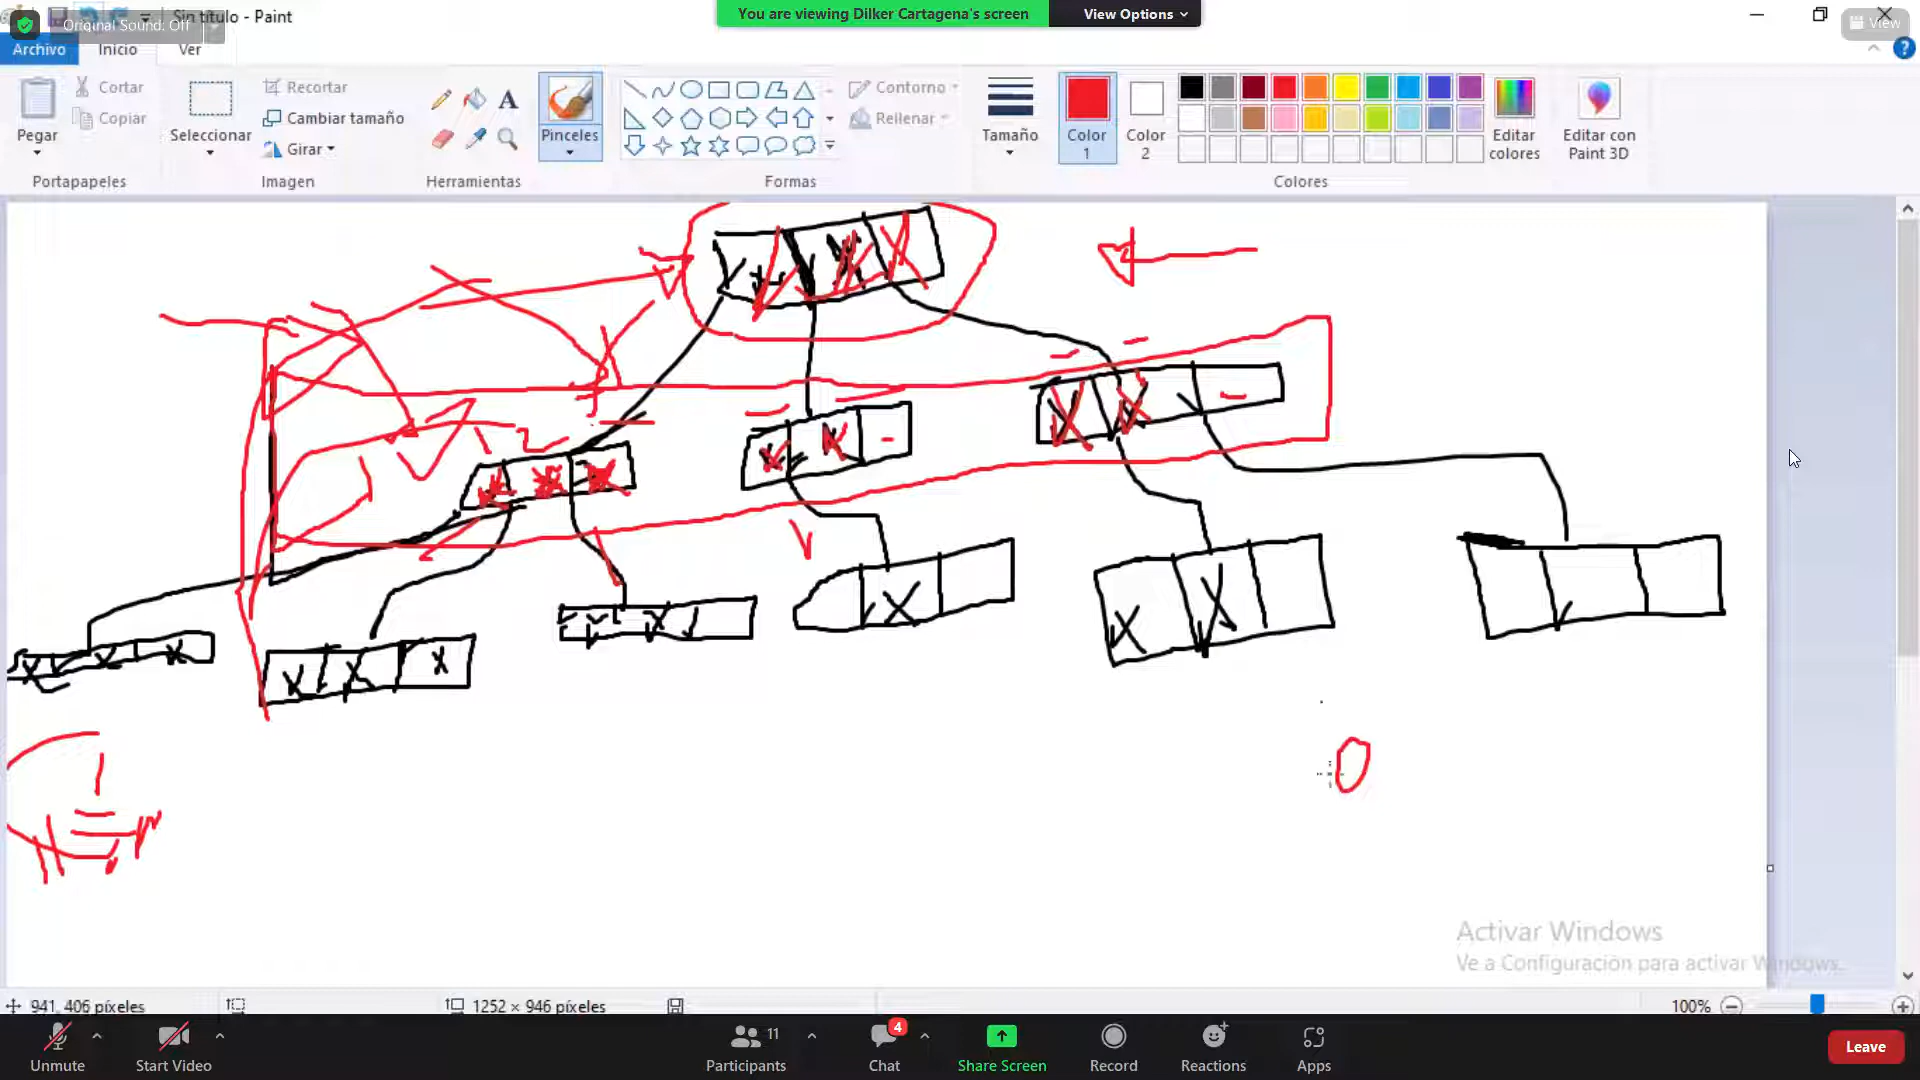 Sin título - Paint
Original Sound: Off
You are viewing Dilker Cartagena's screen
View Options
View
Archivo
Inicio
Ver
Pegar
Cortar
Copiar
Portapapeles
Seleccionar
Recortar
Cambiar tamaño
Girar
Imagen
A
Herramientas
Pinceles
Contorno
Rellenar
Formas
Tamaño
Color
1
Color
2
Editar
colores
Editar con
Paint 3D
Colores
?
0
Activar Windows
Ve a Configuración para activar Windows.
941, 406 píxeles
1252 × 946 píxeles
100%
Unmute
Start Video
11
Participants
4
Chat
Share Screen
Record
Reactions
Apps
Leave